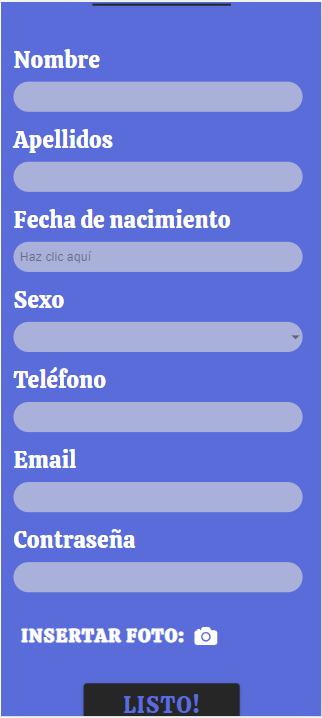 Nombre
Apellidos
Fecha de nacimiento
Haz clic aquí
Sexo
Teléfono
Email
Contraseña
INSERTAR FOTO:
LISTO!